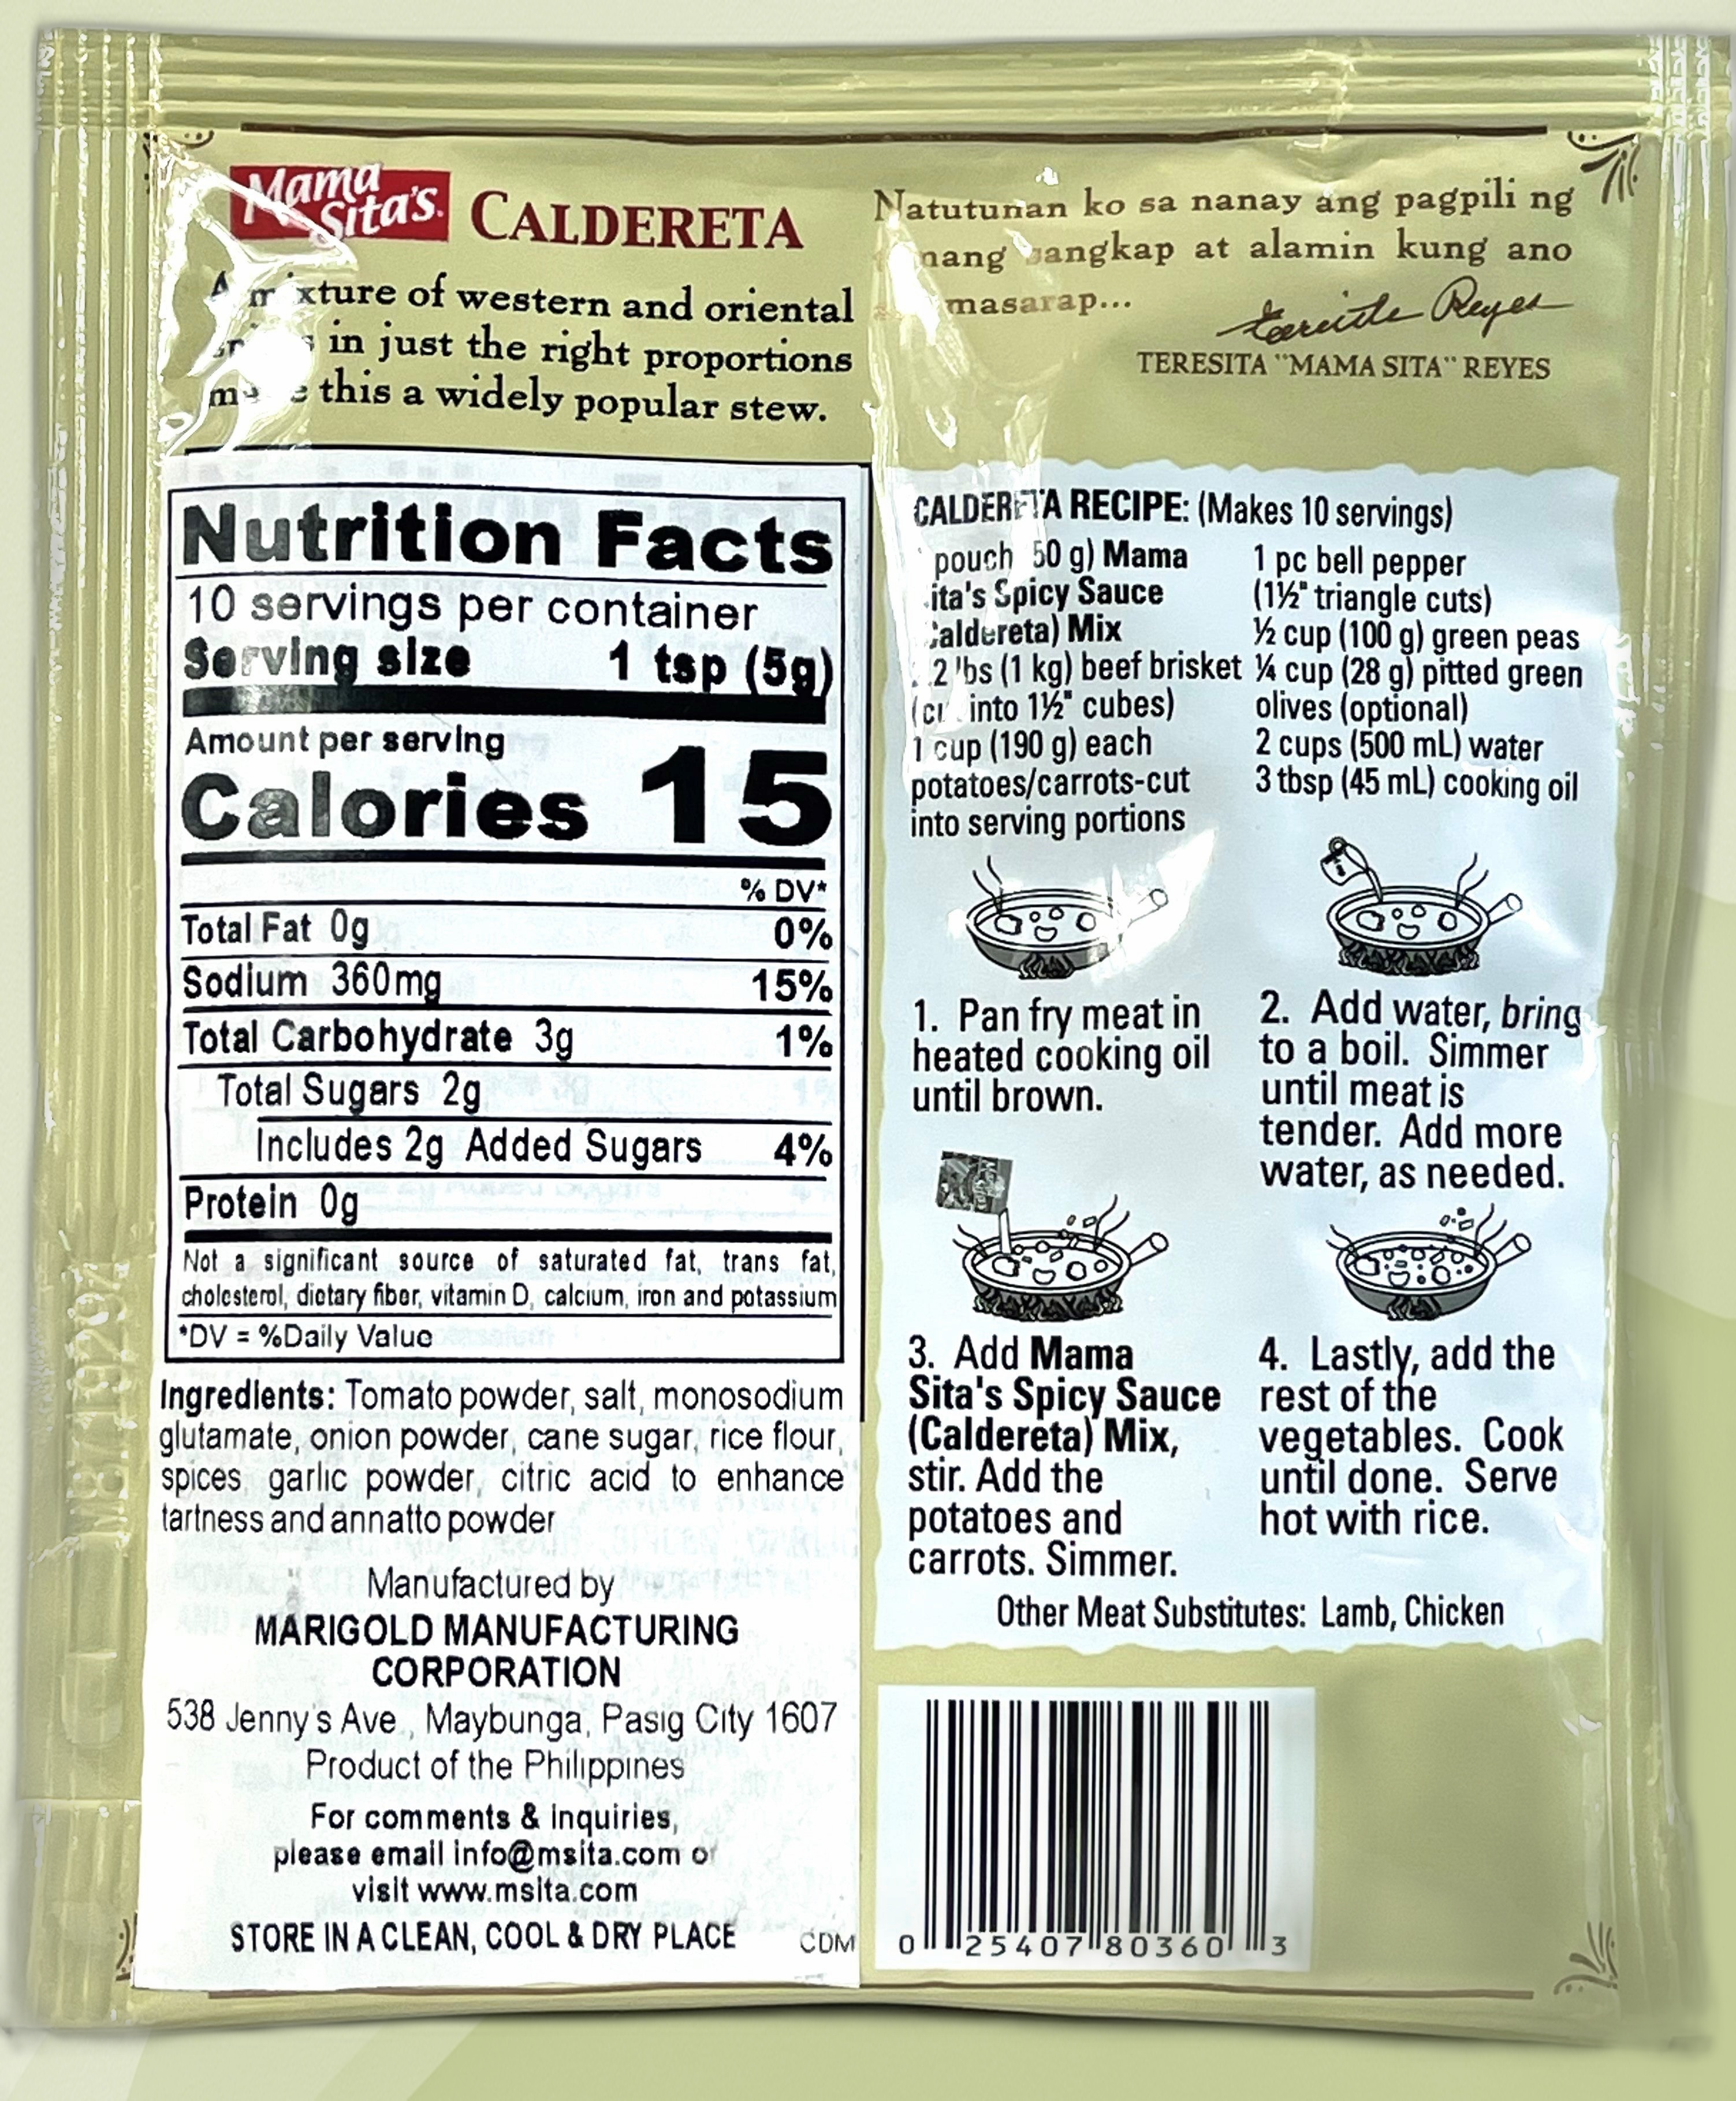 Mama
Sita's.
CALDERETA
A mixture of western and oriental
in just the right proportions
make this a widely popular stew.
Natutunan ko sa nanay ang pagpili ng
sangkap at alamin kung ano
masarap...
Teresita Reyes
TERESITA "MAMA SITA" REYES
Nutrition Facts
10 servings per container
Serving size 1 tsp (5g)
Amount per serving
Calories 15
% DV*
Total Fat 0g 0%
Sodium 360mg 15%
Total Carbohydrate 3g 1%
Total Sugars 2g
Includes 2g Added Sugars 4%
Protein 0g
Not a significant source of saturated fat, trans fat,
cholesterol, dietary fiber, vitamin D, calcium, iron and potassium
*DV = %Daily Value
Ingredients: Tomato powder, salt, monosodium
glutamate, onion powder, cane sugar, rice flour,
spices, garlic powder, citric acid to enhance
tartness and annatto powder
Manufactured by
MARIGOLD MANUFACTURING
CORPORATION
538 Jenny's Ave., Maybunga, Pasig City 1607
Product of the Philippines
For comments & inquiries,
please email info@msita.com or
visit www.msita.com
STORE IN A CLEAN, COOL & DRY PLACE
CDM
CALDERETA RECIPE: (Makes 10 servings)
pouch 50 g) Mama
Sita's Spicy Sauce
Caldereta) Mix
2.2 lbs (1 kg) beef brisket
(cut into 1½" cubes)
1 cup (190 g) each
potatoes/carrots-cut
into serving portions
1 pc bell pepper
(1½" triangle cuts)
½ cup (100 g) green peas
¼ cup (28 g) pitted green
olives (optional)
2 cups (500 mL) water
3 tbsp (45 mL) cooking oil
1. Pan fry meat in
heated cooking oil
until brown.
2. Add water, bring
to a boil. Simmer
until meat is
tender. Add more
water, as needed.
3. Add Mama
Sita's Spicy Sauce
(Caldereta) Mix,
stir. Add the
potatoes and
carrots. Simmer.
4. Lastly, add the
rest of the
vegetables. Cook
until done. Serve
hot with rice.
Other Meat Substitutes: Lamb, Chicken
0 25407 80360 3